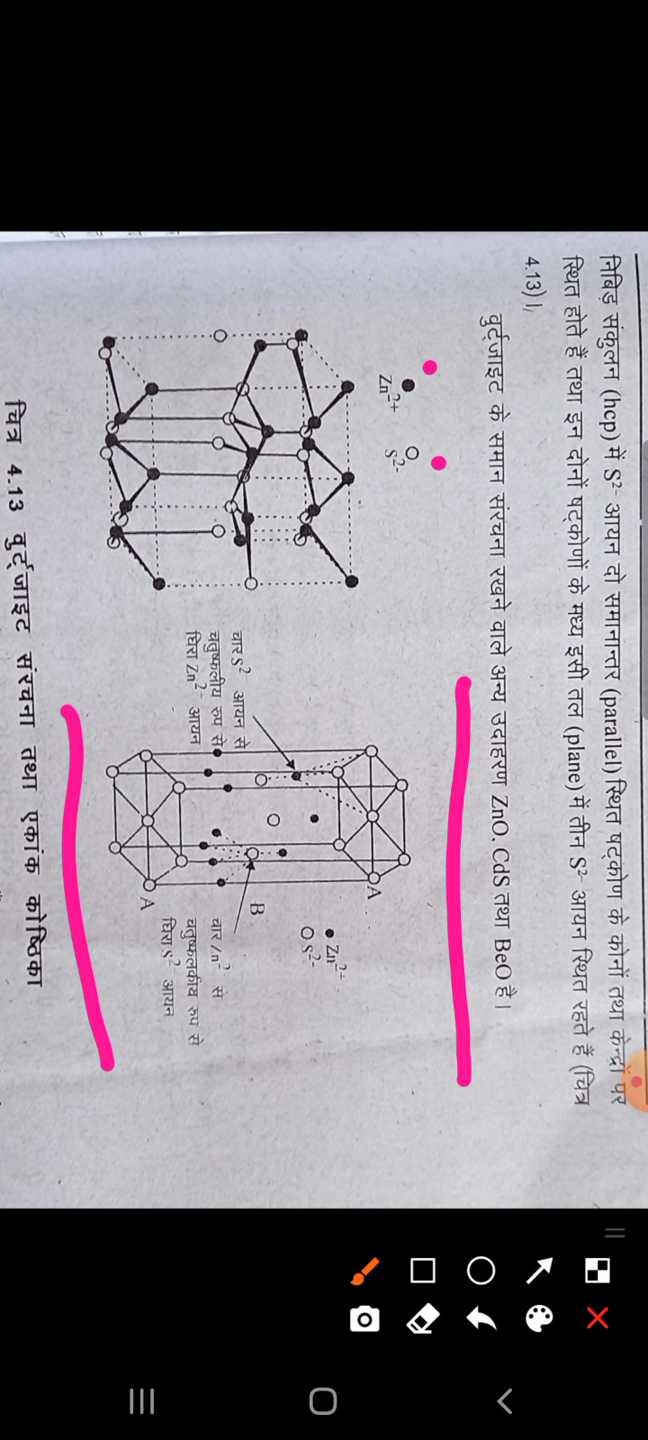 निबिड़ संकुलन (hcp) में S²⁻ आयन दो समानान्तर (parallel) स्थित षट्कोण के कोनों तथा केन्द्रों पर
स्थित होते हैं तथा इन दोनों षट्कोणों के मध्य इसी तल (plane) में तीन S²⁻ आयन स्थित रहते हैं (चित्र
4.13)।
वुर्ट्ज़ाइट के समान संरचना रखने वाले अन्य उदाहरण ZnO, CdS तथा BeO है।
Zn²⁺ S²⁻
चार S² आयन से
चतुष्फलीय रुप से
घिरा Zn² आयन
A
Zn²⁺
S²⁻
B
चार Zn² से
चतुष्फलकीय रुप से
घिरा S² आयन
A
चित्र 4.13 वुर्ट्ज़ाइट संरचना तथा एकांक कोष्ठिका